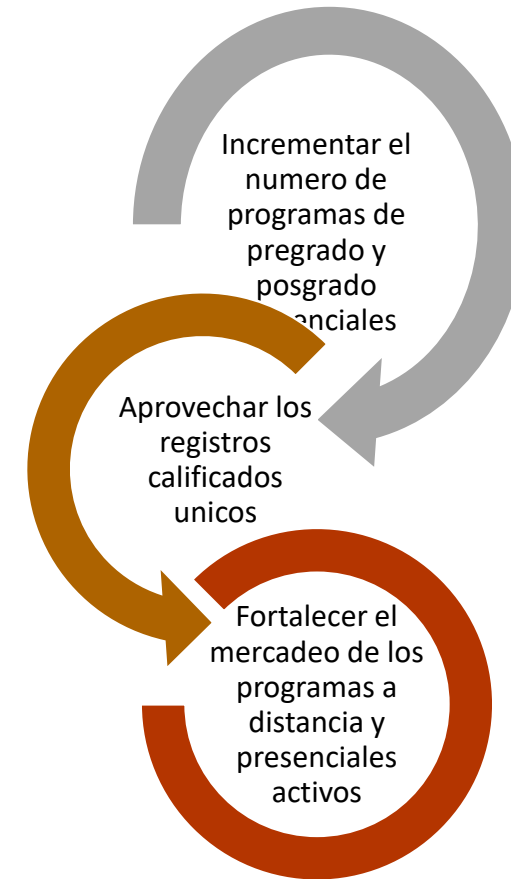 Incrementar el
numero de
programas de
pregrado y
posgrado
enciales
Aprovechar los
registros
calificados
unicos
Fortalecer el
mercadeo de los
programas a
distancia y
presenciales
activos